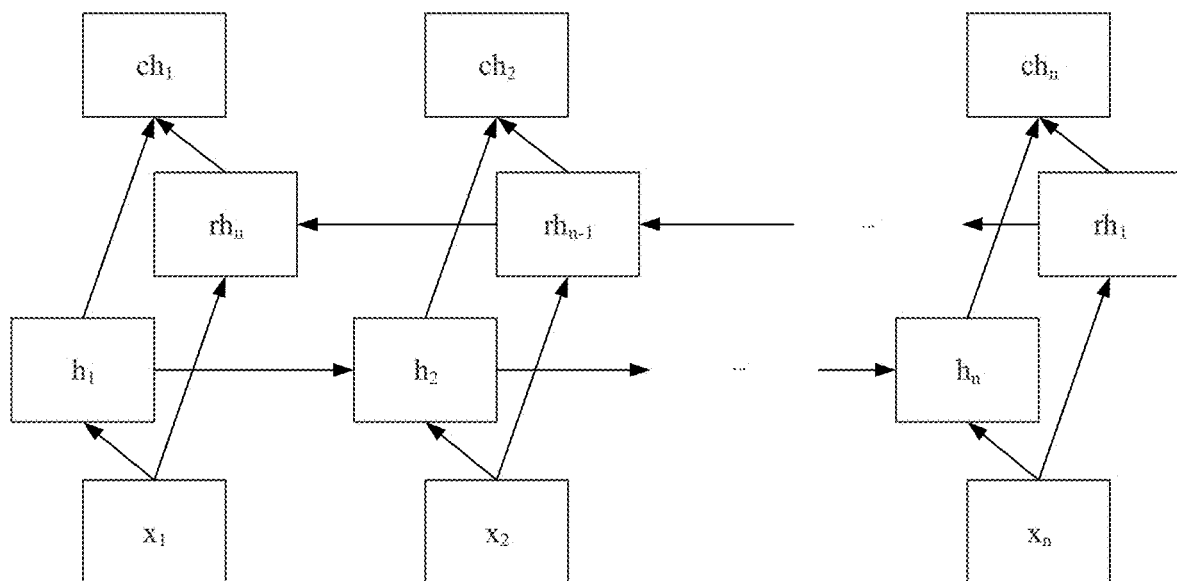 ch₁ ch₂ chₙ
rhₙ rhₙ₋₁ ... rh₁
h₁ h₂ ... hₙ
x₁ x₂ xₙ